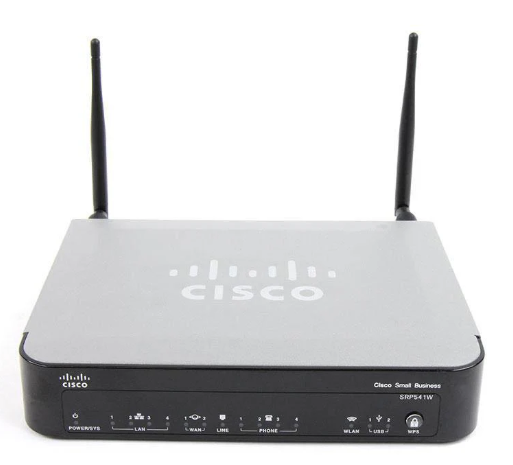 CISCO
CISCO
Cisco Small Business
SRP541W
1 2 3 4 1 2 1 2 3 4 1 2
POWER/SYS LAN WAN LINE PHONE WLAN USB WPS